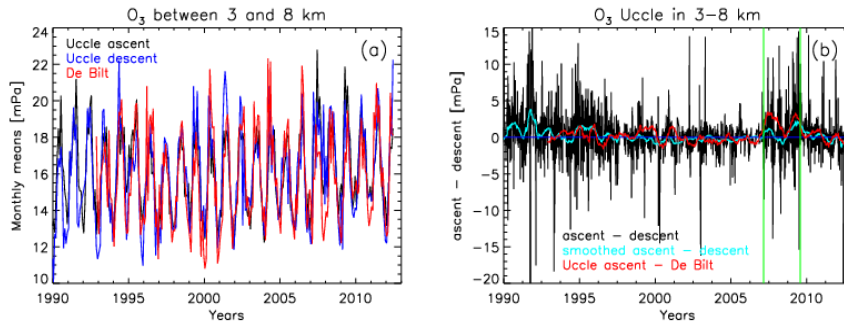 O₃ between 3 and 8 km
24
22
20
18
16
14
12
10
Monthly means [mPa]
Uccle ascent
Uccle descent
De Bilt
(a)
1990
1995
2000
2005
2010
Years
O₃ Uccle in 3-8 km
15
10
5
0
-5
-10
-15
-20
ascent - descent [mPa]
(b)
ascent - descent
smoothed ascent - descent
Uccle ascent - De Bilt
1990
1995
2000
2005
2010
Years